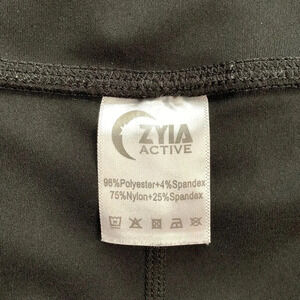 ZYIA
ACTIVE
96%Polyester+4%Spandex
75%Nylon+25%Spandex